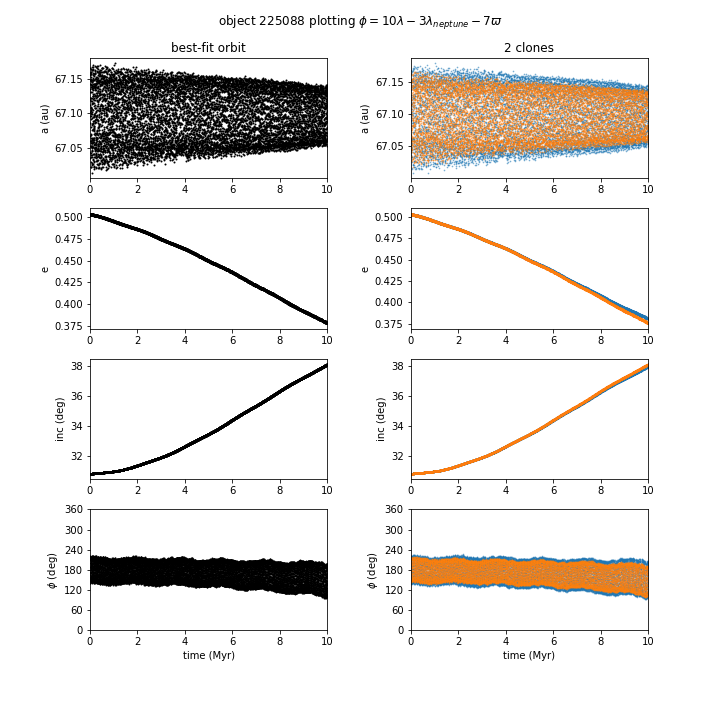 object 225088 plotting ϕ = 10λ − 3λneptune − 7ϖ
best-fit orbit
2 clones
a (au)
67.15
67.10
67.05
0 2 4 6 8 10
a (au)
67.15
67.10
67.05
0 2 4 6 8 10
e
0.500
0.475
0.450
0.425
0.400
0.375
0 2 4 6 8 10
e
0.500
0.475
0.450
0.425
0.400
0.375
0 2 4 6 8 10
inc (deg)
38
36
34
32
0 2 4 6 8 10
inc (deg)
38
36
34
32
0 2 4 6 8 10
ϕ (deg)
360
300
240
180
120
60
0
0 2 4 6 8 10
time (Myr)
ϕ (deg)
360
300
240
180
120
60
0
0 2 4 6 8 10
time (Myr)